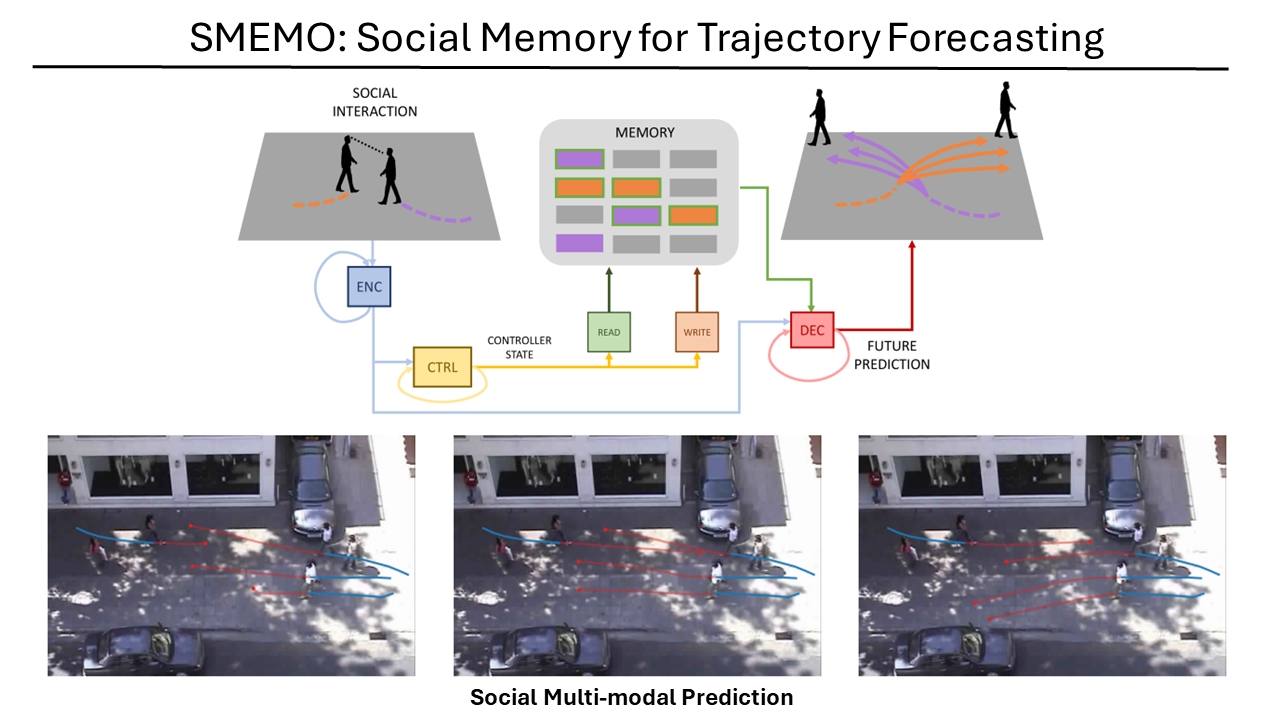 SMEMO: Social Memory for Trajectory Forecasting
SOCIAL
INTERACTION
MEMORY
ENC
READ
WRITE
DEC
CONTROLLER
STATE
CTRL
FUTURE
PREDICTION
Social Multi-modal Prediction